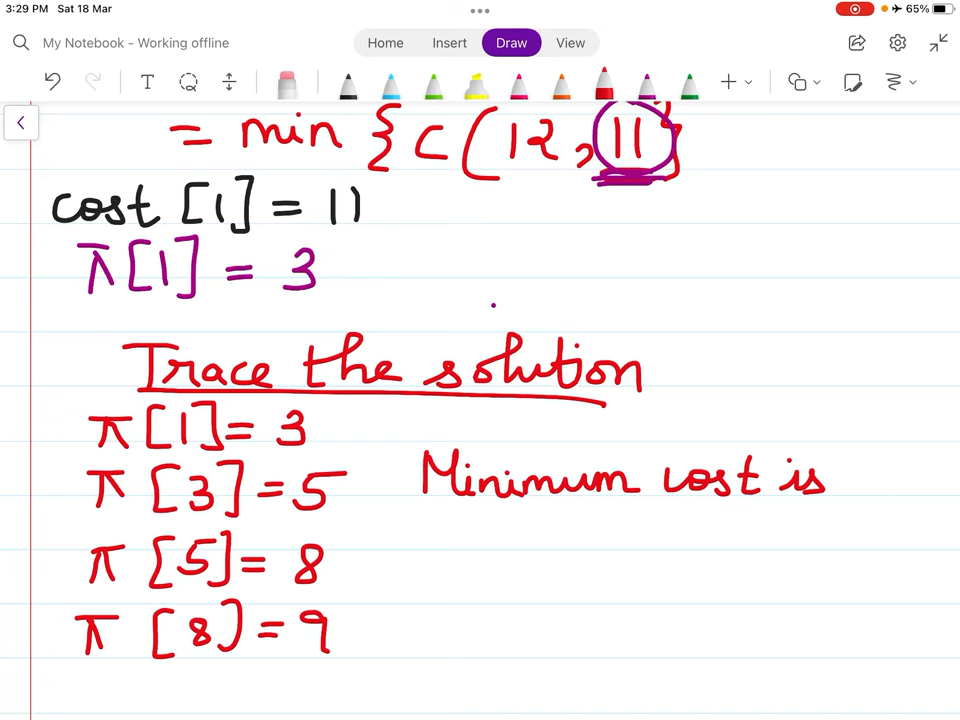 3:29 PM Sat 18 Mar 65%
My Notebook - Working offline Home Insert Draw View
= min { c (12, 11)}
cost [1] = 11
π[1] = 3
Trace the solution
π [1] = 3
π [3] = 5 Minimum cost is
π [5] = 8
π [8) = 9